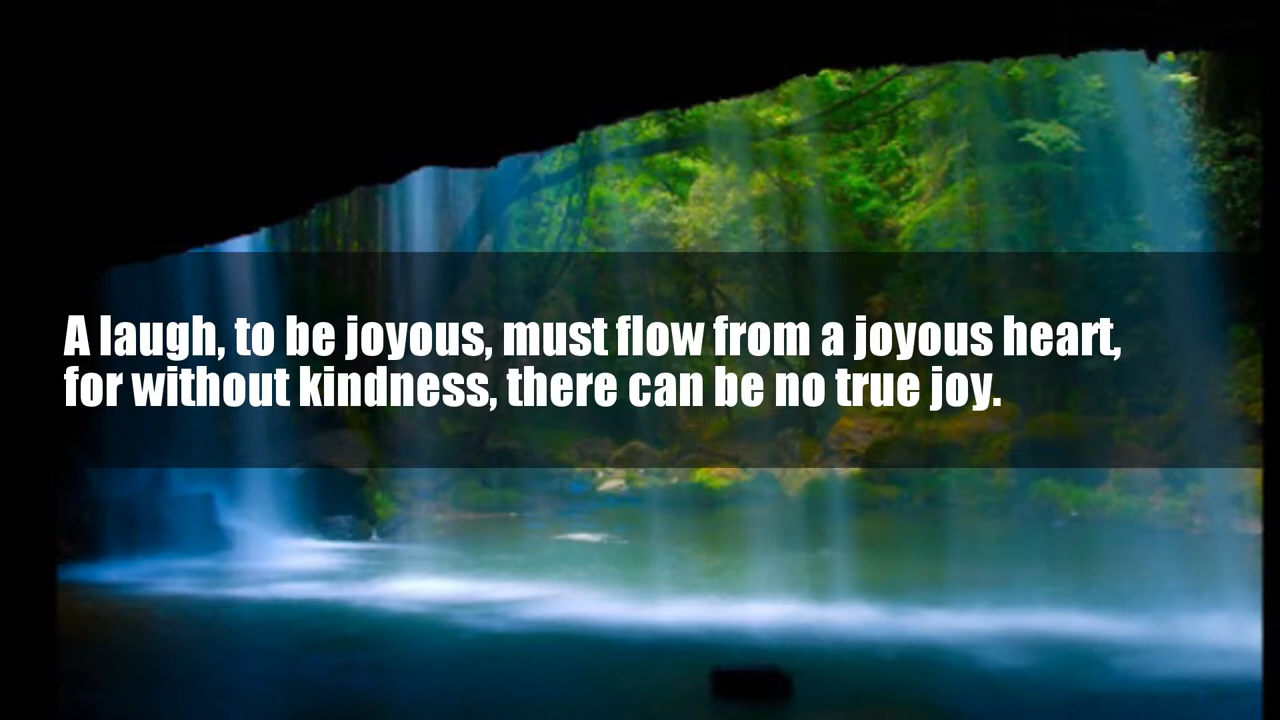 A laugh, to be joyous, must flow from a joyous heart,
for without kindness, there can be no true joy.